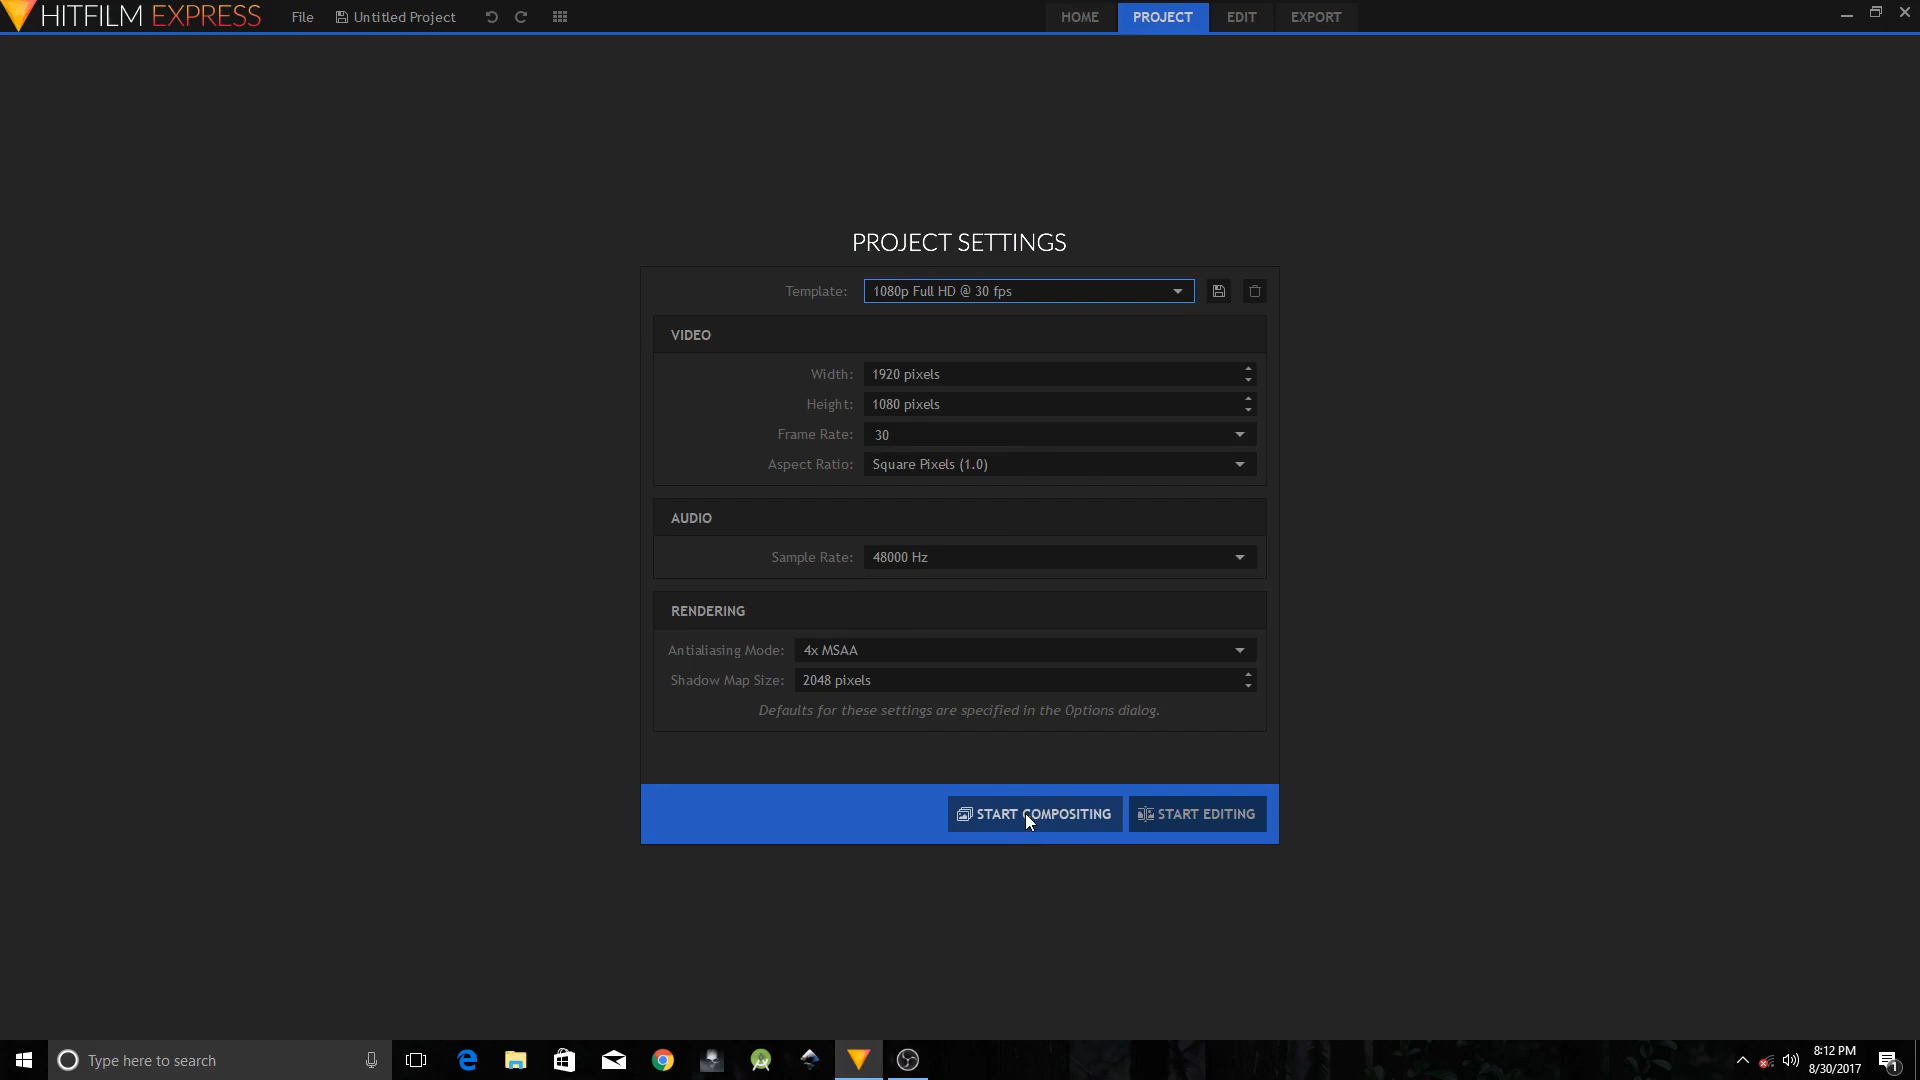 HITFILM EXPRESS File Untitled Project HOME PROJECT EDIT EXPORT
PROJECT SETTINGS
Template: 1080p Full HD @ 30 fps
VIDEO
Width: 1920 pixels
Height: 1080 pixels
Frame Rate: 30
Aspect Ratio: Square Pixels (1.0)
AUDIO
Sample Rate: 48000 Hz
RENDERING
Antialiasing Mode: 4x MSAA
Shadow Map Size: 2048 pixels
Defaults for these settings are specified in the Options dialog.
START COMPOSITING START EDITING
Type here to search
8:12 PM
8/30/2017
1